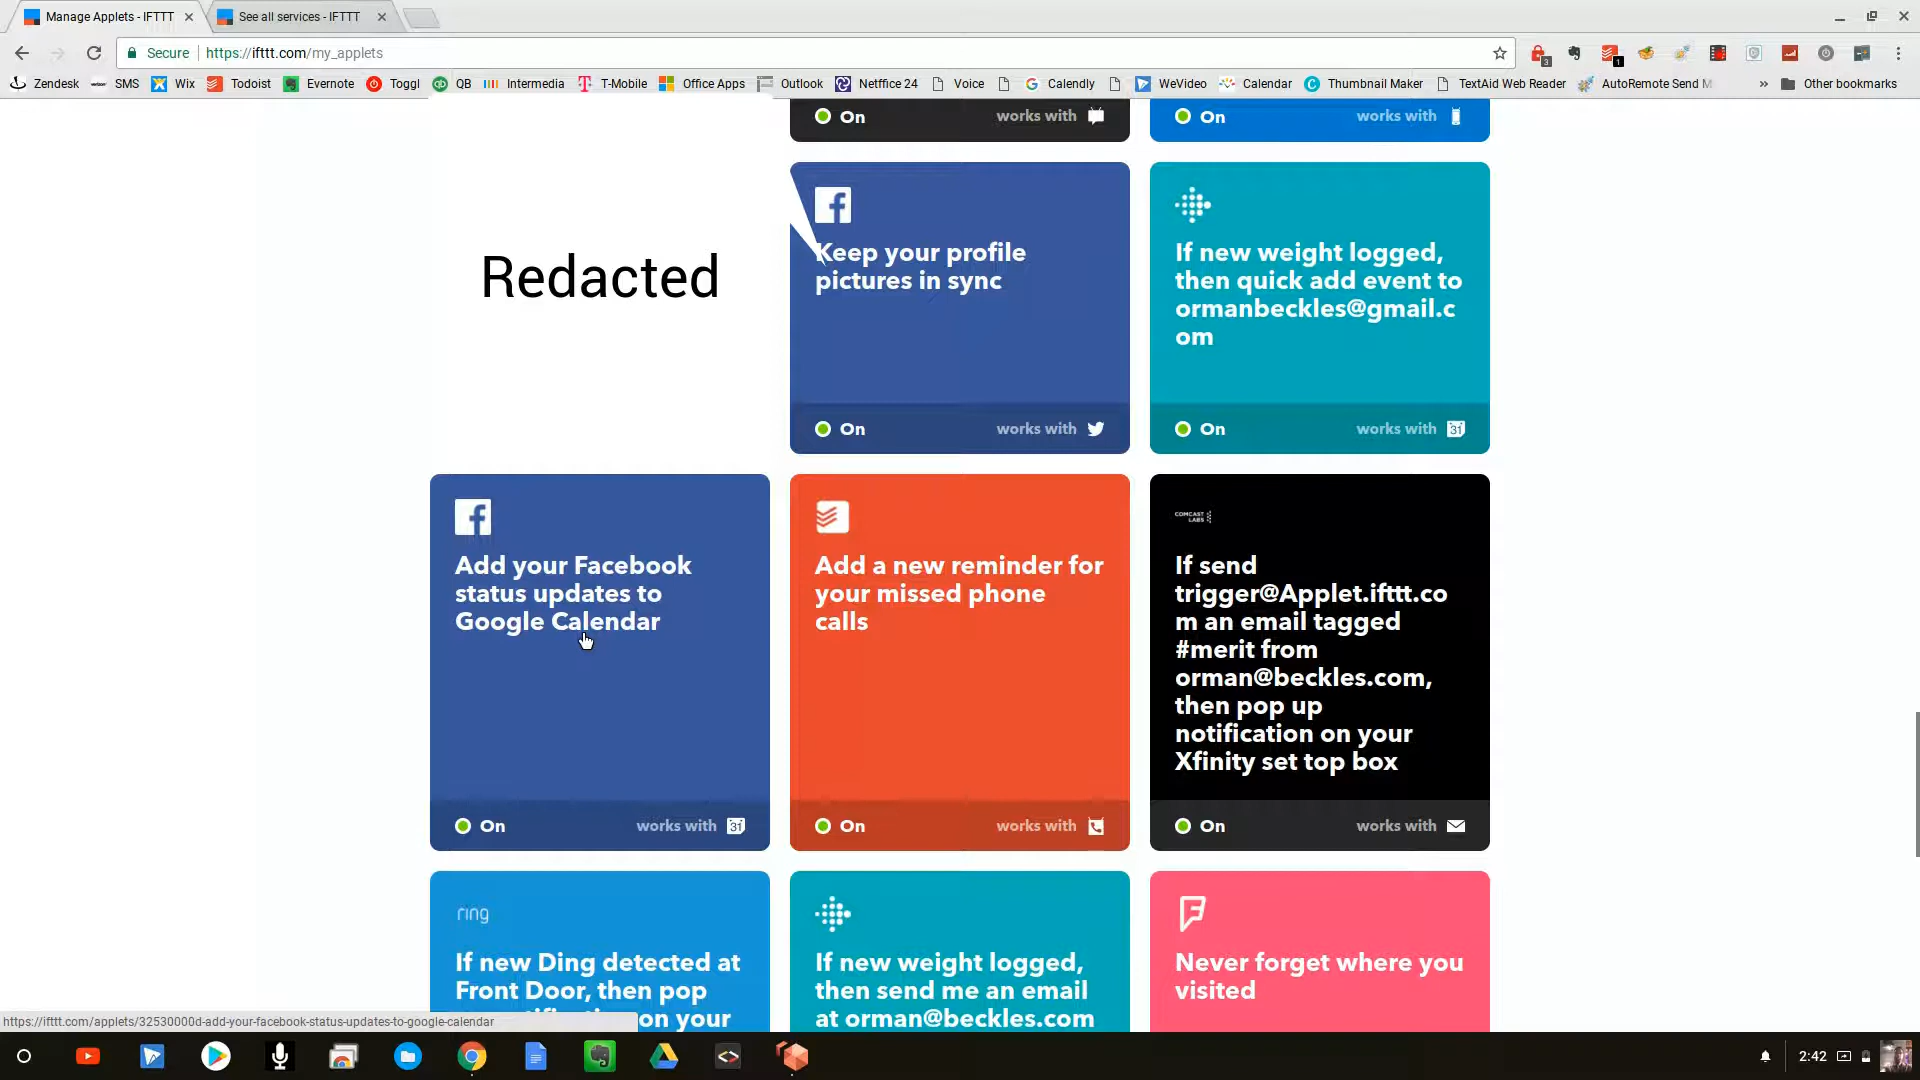 Manage Applets - IFTTT
See all services - IFTTT
Secure
https://ifttt.com/my_applets
3
1
Zendesk
SMS
Wix
Todoist
Evernote
Toggl
QB
Intermedia
T-Mobile
Office Apps
Outlook
Netffice 24
Voice
Calendly
WeVideo
Calendar
Thumbnail Maker
TextAid Web Reader
AutoRemote Send M
»
Other bookmarks
On
works with
On
works with
Redacted
Keep your profile
pictures in sync
On
works with
If new weight logged,
then quick add event to
ormanbeckles@gmail.c
om
On
works with
31
Add your Facebook
status updates to
Google Calendar
On
works with
31
Add a new reminder for
your missed phone
calls
On
works with
COMCAST
LABS
If send
trigger@Applet.ifttt.co
m an email tagged
#merit from
orman@beckles.com,
then pop up
notification on your
Xfinity set top box
On
works with
ring
If new Ding detected at
Front Door, then pop
on your
If new weight logged,
then send me an email
at orman@beckles.com
Never forget where you
visited
https://ifttt.com/applets/32530000d-add-your-facebook-status-updates-to-google-calendar
2:42